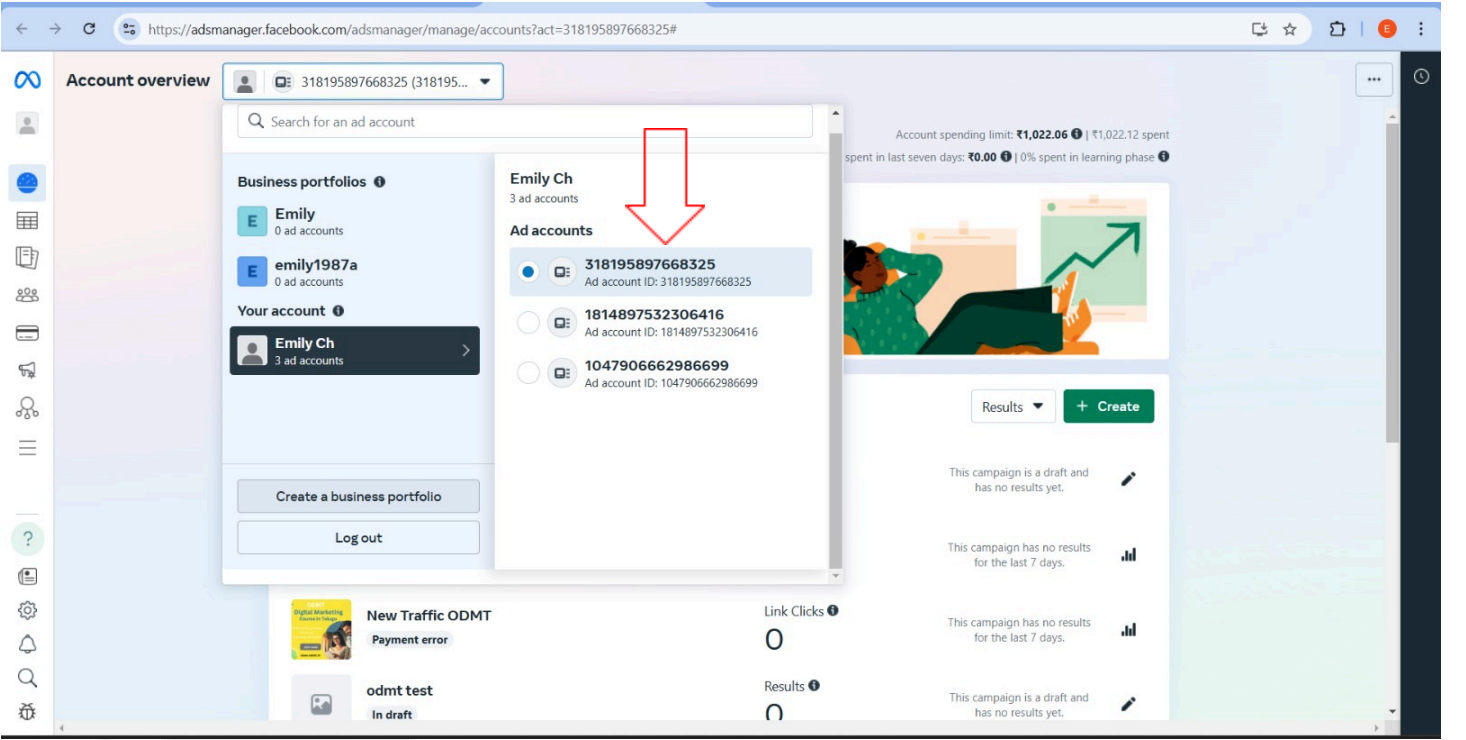 https://adsmanager.facebook.com/adsmanager/manage/accounts?act=318195897668325#
E
Account overview
318195897668325 (318195...
Search for an ad account
Account spending limit: ₹1,022.06 | ₹1,022.12 spent
spent in last seven days: ₹0.00 | 0% spent in learning phase
Business portfolios
E
Emily
0 ad accounts
E
emily1987a
0 ad accounts
Your account
Emily Ch
3 ad accounts
Create a business portfolio
Log out
Emily Ch
3 ad accounts
Ad accounts
318195897668325
Ad account ID: 318195897668325
1814897532306416
Ad account ID: 1814897532306416
1047906662986699
Ad account ID: 1047906662986699
Results
+ Create
This campaign is a draft and
has no results yet.
This campaign has no results
for the last 7 days.
Digital Marketing
New Traffic ODMT
Payment error
Link Clicks
0
This campaign has no results
for the last 7 days.
odmt test
In draft
Results
0
This campaign is a draft and
has no results yet.